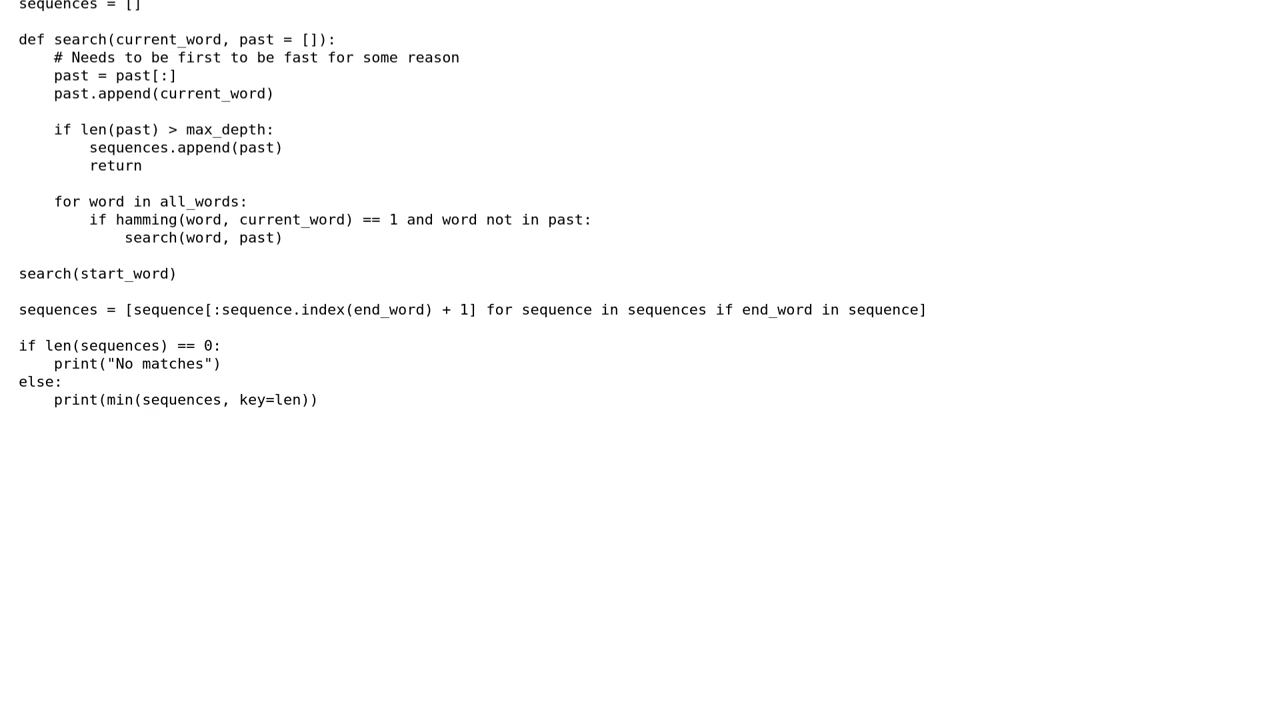 sequences = []
def search(current_word, past = []):
    # Needs to be first to be fast for some reason
    past = past[:]
    past.append(current_word)
    if len(past) > max_depth:
        sequences.append(past)
        return
    for word in all_words:
        if hamming(word, current_word) == 1 and word not in past:
            search(word, past)
search(start_word)
sequences = [sequence[:sequence.index(end_word) + 1] for sequence in sequences if end_word in sequence]
if len(sequences) == 0:
    print("No matches")
else:
    print(min(sequences, key=len))